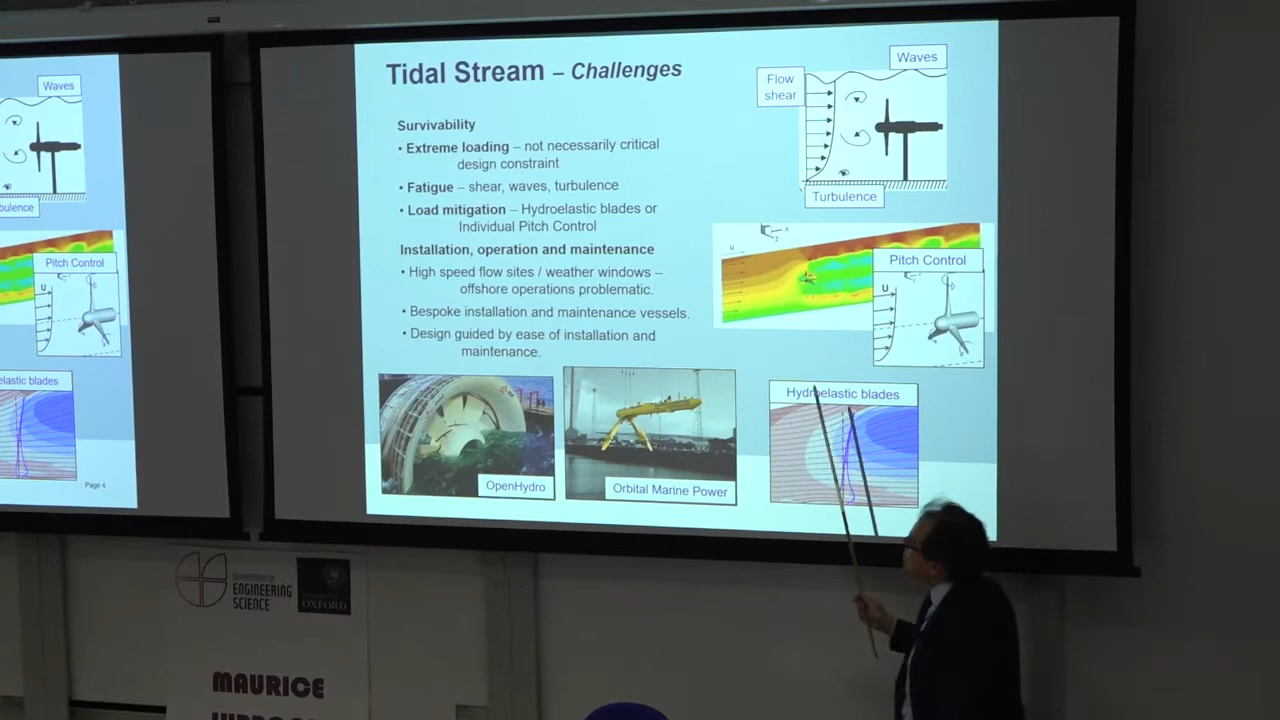 Waves
bulence
Pitch Control
U
elastic blades
Page 4
Tidal Stream – Challenges
Survivability
• Extreme loading – not necessarily critical
design constraint
• Fatigue – shear, waves, turbulence
• Load mitigation – Hydroelastic blades or
Individual Pitch Control
Installation, operation and maintenance
• High speed flow sites / weather windows –
offshore operations problematic.
• Bespoke installation and maintenance vessels.
• Design guided by ease of installation and
maintenance.
OpenHydro
Orbital Marine Power
Waves
Flow
shear
Turbulence
Pitch Control
U
Hydroelastic blades
DEPARTMENT OF
ENGINEERING
SCIENCE
OXFORD
MAURICE